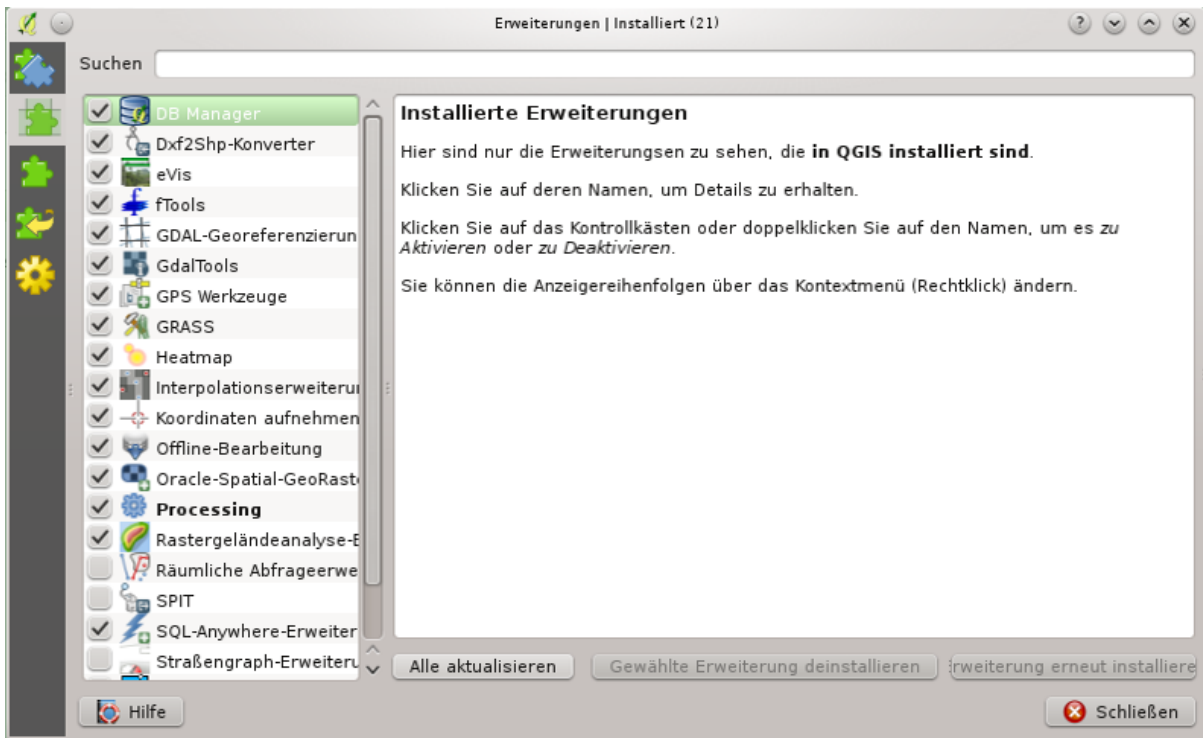 Erweiterungen | Installiert (21)
Suchen
DB Manager
Dxf2Shp-Konverter
eVis
fTools
GDAL-Georeferenzierun
GdalTools
GPS Werkzeuge
GRASS
Heatmap
Interpolationserweiteru
Koordinaten aufnehmen
Offline-Bearbeitung
Oracle-Spatial-GeoRast
Processing
Rastergeländeanalyse-E
Räumliche Abfrageerwe
SPIT
SQL-Anywhere-Erweiter
Straßengraph-Erweiteru
Installierte Erweiterungen
Hier sind nur die Erweiterungsen zu sehen, die in QGIS installiert sind.
Klicken Sie auf deren Namen, um Details zu erhalten.
Klicken Sie auf das Kontrollkästen oder doppelklicken Sie auf den Namen, um es zu
Aktivieren oder zu Deaktivieren.
Sie können die Anzeigereihenfolgen über das Kontextmenü (Rechtklick) ändern.
Alle aktualisieren
Gewählte Erweiterung deinstallieren
rweiterung erneut installiere
Hilfe
Schließen